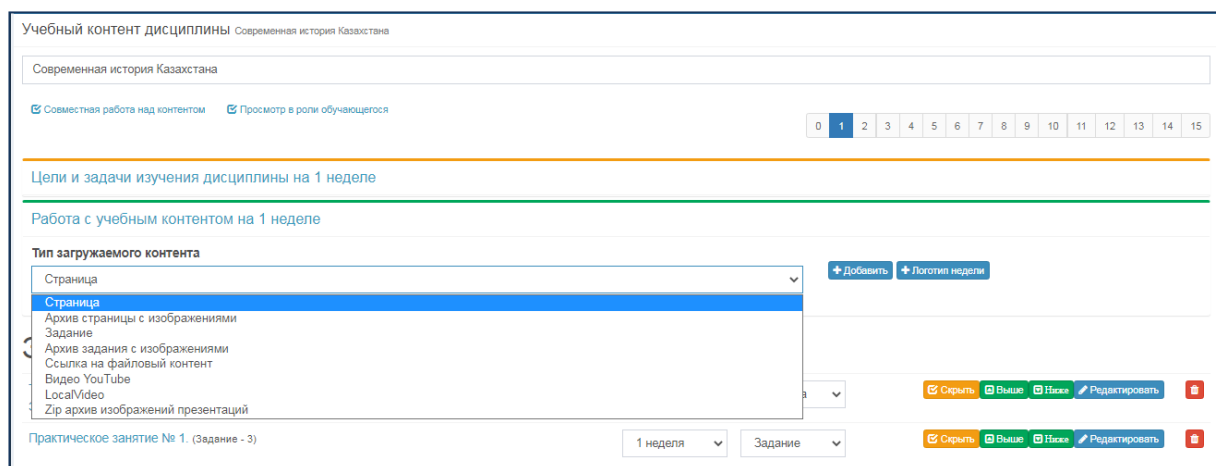 Учебный контент дисциплины Современная история Казахстана
Современная история Казахстана
Совместная работа над контентом Просмотр в роли обучающегося
0 1 2 3 4 5 6 7 8 9 10 11 12 13 14 15
Цели и задачи изучения дисциплины на 1 неделе
Работа с учебным контентом на 1 неделе
Тип загружаемого контента
Страница
Добавить Логотип недели
Страница
Архив страницы с изображениями
Задание
Архив задания с изображениями
Ссылка на файловый контент
Видео YouTube
LocalVideo
Zip архив изображений презентаций
Скрыть Выше Ниже Редактировать
Практическое занятие № 1. (Задание - 3) 1 неделя Задание Скрыть Выше Ниже Редактировать